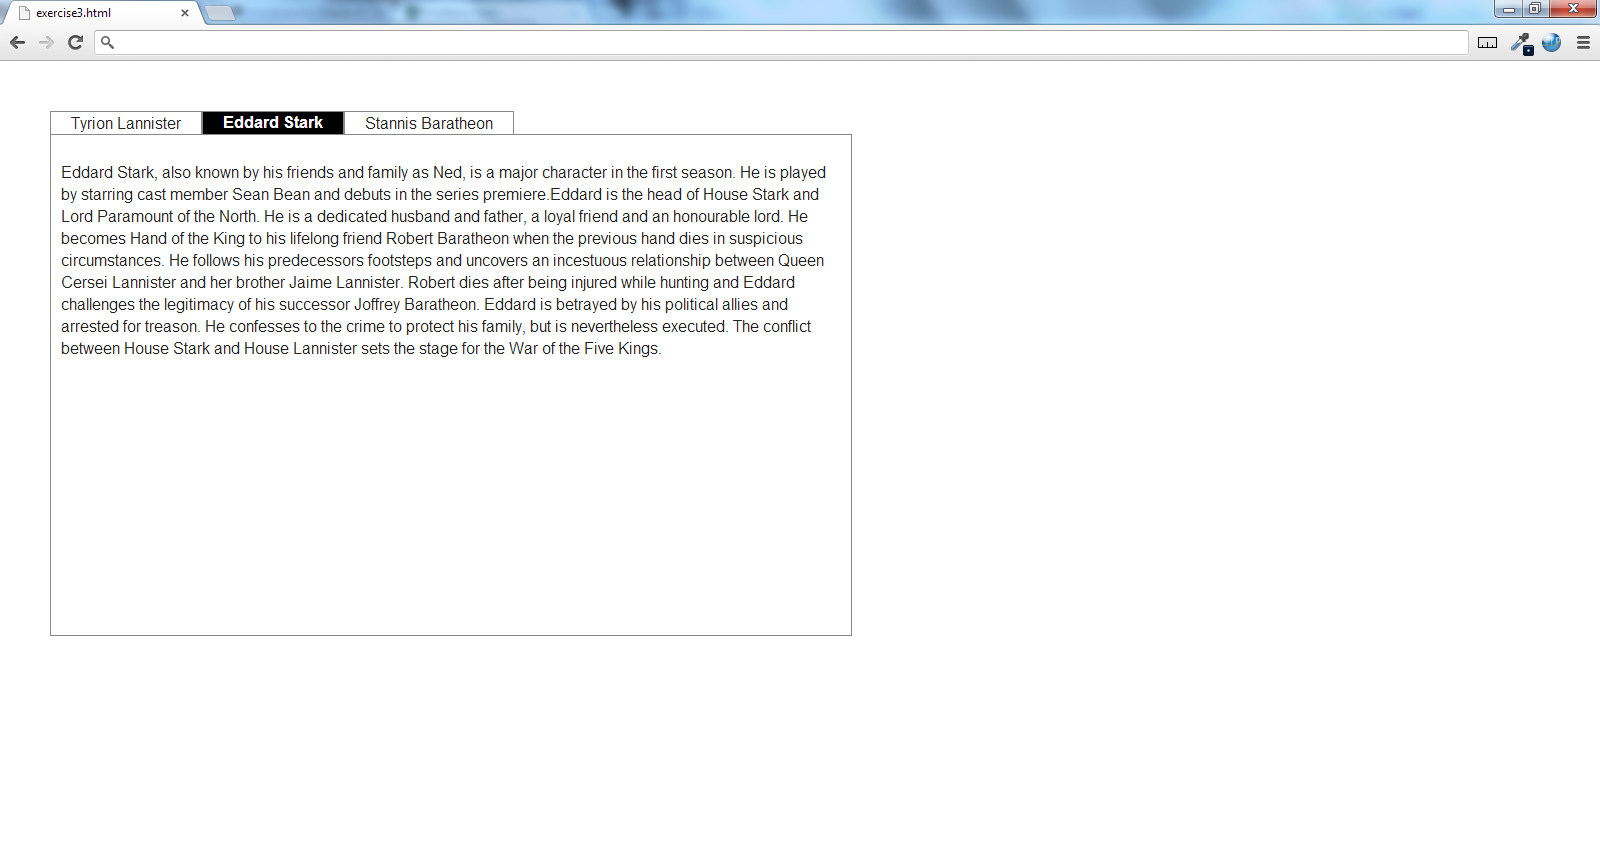 exercise3.html
Tyrion Lannister Eddard Stark Stannis Baratheon
Eddard Stark, also known by his friends and family as Ned, is a major character in the first season. He is played
by starring cast member Sean Bean and debuts in the series premiere.Eddard is the head of House Stark and
Lord Paramount of the North. He is a dedicated husband and father, a loyal friend and an honourable lord. He
becomes Hand of the King to his lifelong friend Robert Baratheon when the previous hand dies in suspicious
circumstances. He follows his predecessors footsteps and uncovers an incestuous relationship between Queen
Cersei Lannister and her brother Jaime Lannister. Robert dies after being injured while hunting and Eddard
challenges the legitimacy of his successor Joffrey Baratheon. Eddard is betrayed by his political allies and
arrested for treason. He confesses to the crime to protect his family, but is nevertheless executed. The conflict
between House Stark and House Lannister sets the stage for the War of the Five Kings.